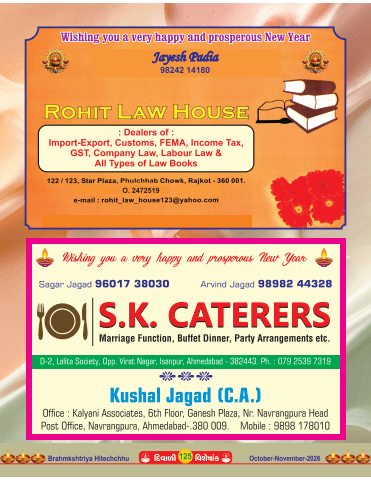 Wishing you a very happy and prosperous New Year
Jayesh Padia
98242 14180
ROHIT LAW HOUSE
: Dealers of :
Import-Export, Customs, FEMA, Income Tax,
GST, Company Law, Labour Law &
All Types of Law Books
122 / 123, Star Plaza, Phulchhab Chowk, Rajkot - 360 001.
O. 2472519
e-mail : rohit_law_house123@yahoo.com
Wishing you a very happy and prosperous New Year
Sagar Jagad 96017 38030 Arvind Jagad 98982 44328
S.K. CATERERS
Marriage Function, Buffet Dinner, Party Arrangements etc.
D-2, Lalita Society, Opp. Virat Nagar, Isanpur, Ahmedabad - 382443. Ph. : 079 2539 7319
Kushal Jagad (C.A.)
Office : Kalyani Associates, 6th Floor, Ganesh Plaza, Nr. Navrangpura Head
Post Office, Navrangpura, Ahmedabad-.380 009. Mobile : 9898 178010
Brahmkshtriya Hitechchhu દિવાળી 125 વિશેષાંક October-November-2026